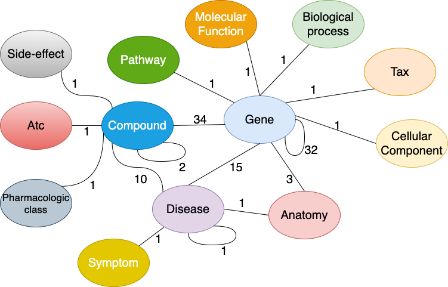 Molecular
Function
Biological
process
Side-effect
Pathway
Tax
1
1
1
1
1
1
Atc
1
Compound
34
Gene
1
Cellular
Component
32
2
Pharmacologic
class
1
10
15
3
Disease
1
Anatomy
1
1
Symptom